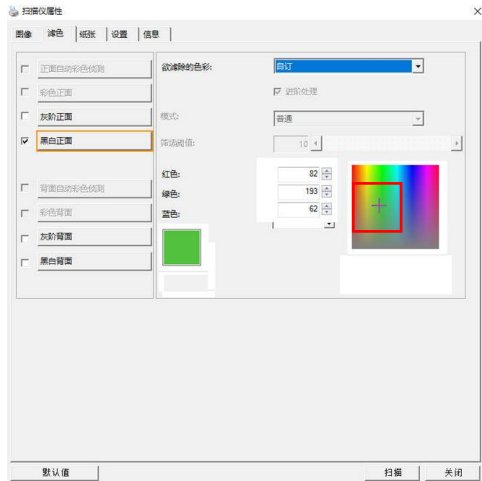 扫描仪属性
图像 滤色 纸张 设置 信息
正面自动彩色侦测
彩色正面
灰阶正面
黑白正面
背面自动彩色侦测
彩色背面
灰阶背面
黑白背面
欲滤除的色彩: 自订
进阶处理
模式: 普通
筛选阈值: 10
红色: 82
绿色: 193
蓝色: 62
默认值 扫描 关闭